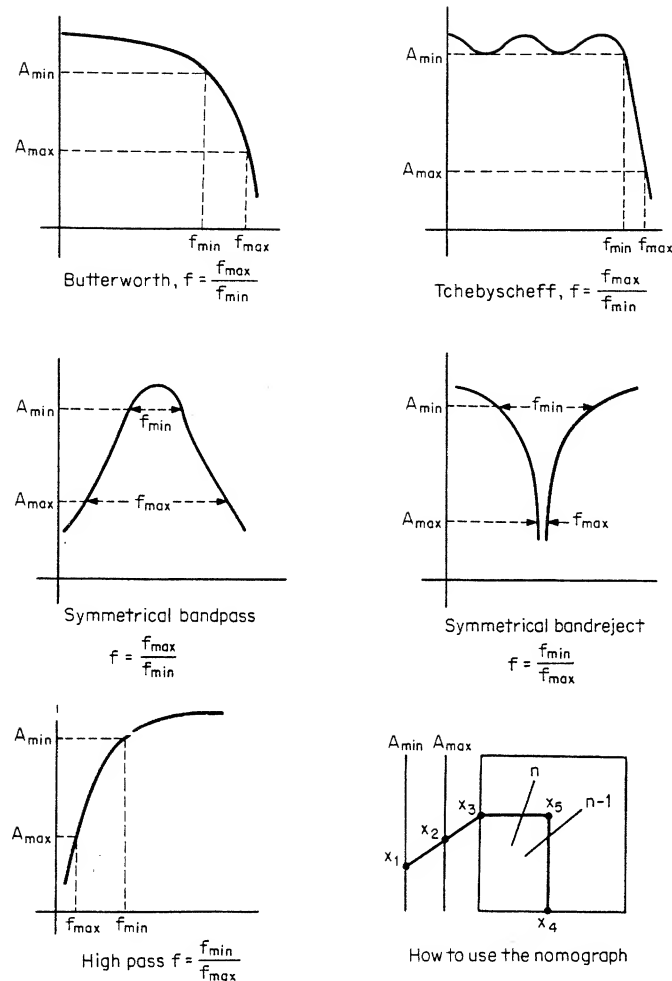 A_min
A_max
f_min f_max
Butterworth, f = f_max/f_min
A_min
A_max
f_min f_max
Tchebyscheff, f = f_max/f_min
A_min
f_min
A_max
f_max
Symmetrical bandpass
f = f_max/f_min
A_min
f_min
A_max
f_max
Symmetrical bandreject
f = f_min/f_max
A_min
A_max
f_max f_min
High pass f = f_min/f_max
A_min A_max
n
n-1
x_3 x_5
x_2
x_1
x_4
How to use the nomograph